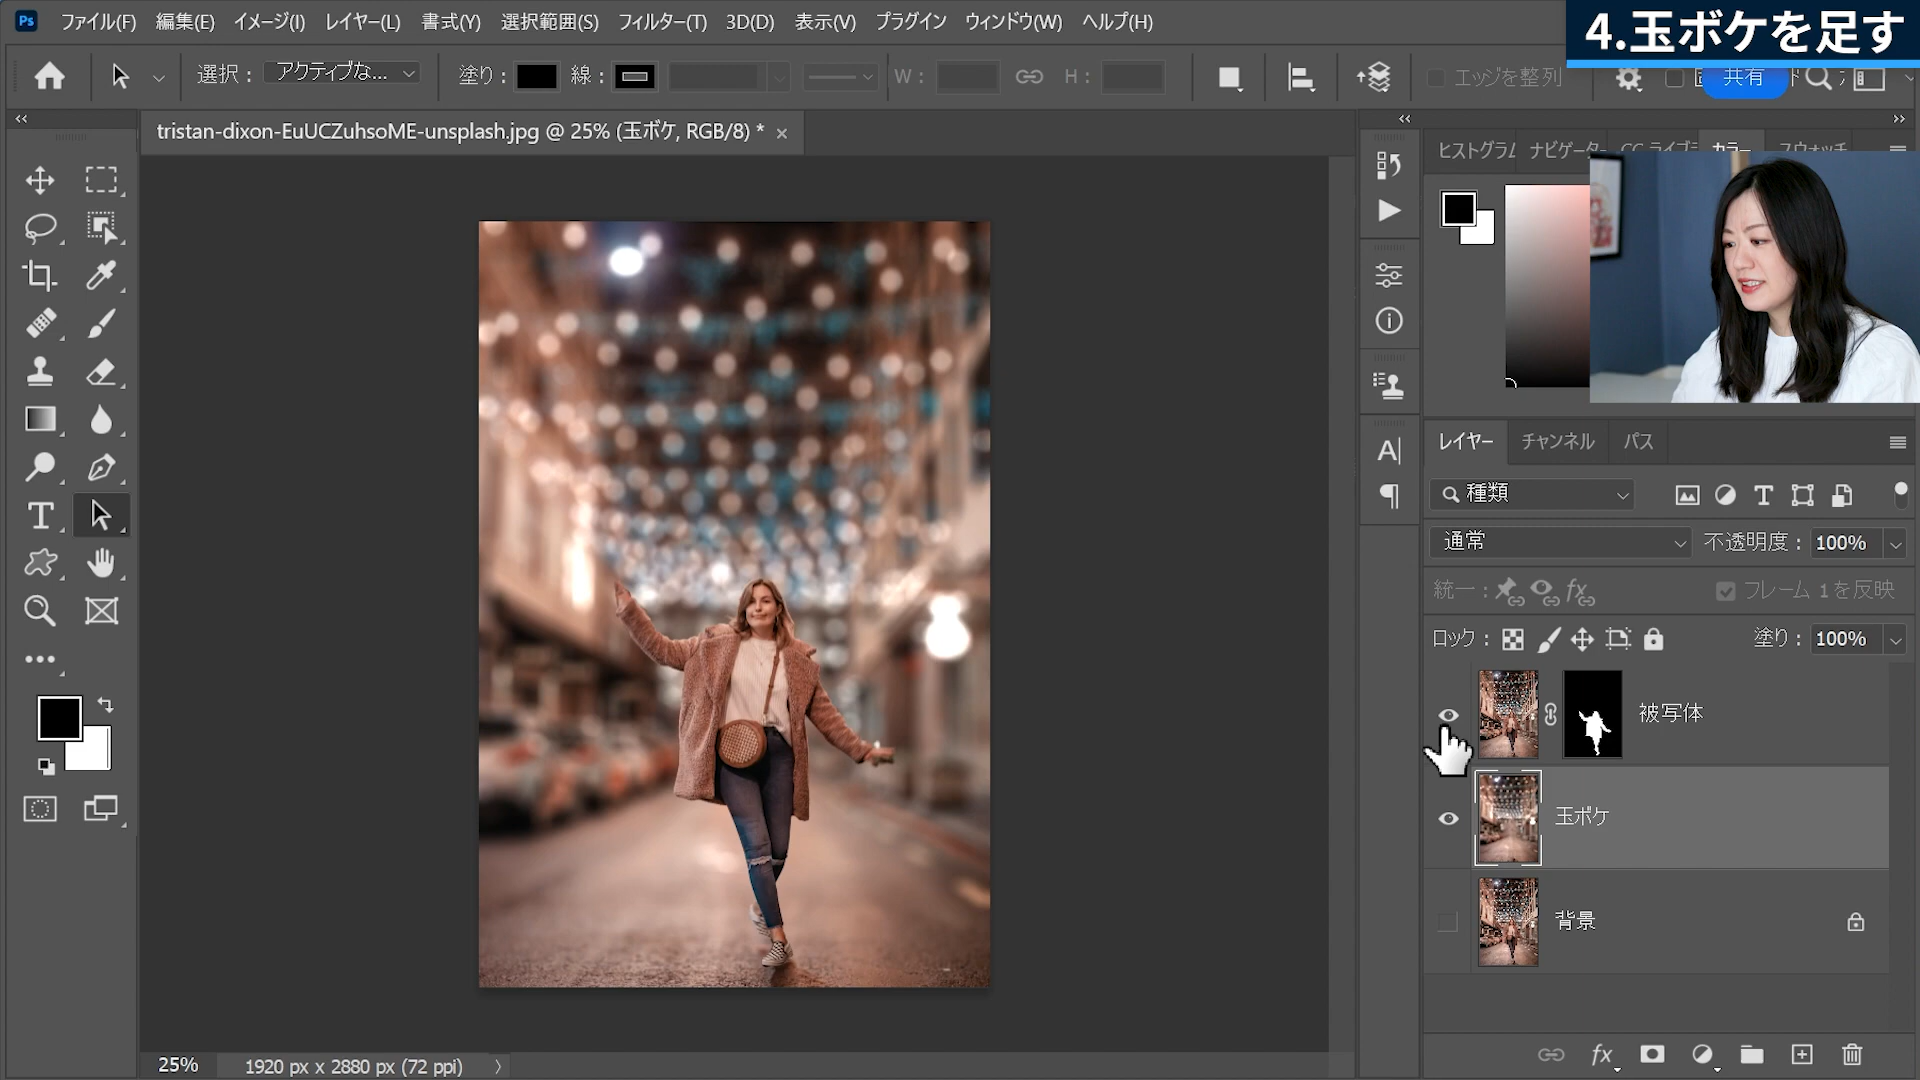 Ps ファイル(F) 編集(E) イメージ(I) レイヤー(L) 書式(Y) 選択範囲(S) フィルター(T) 3D(D) 表示(V) プラグイン ウィンドウ(W) ヘルプ(H)
4.玉ボケを足す
選択： アクティブな... 塗り： 線： W： H： エッジを整列 共有
tristan-dixon-EuUCZuhsoME-unsplash.jpg @ 25% (玉ボケ, RGB/8) * ×
ヒストグラム ナビゲーター CC ライブラ カラー スウォッチ
レイヤー チャンネル パス
種類
通常 不透明度： 100%
統一： フレーム 1 を反映
ロック： 塗り： 100%
被写体
玉ボケ
背景
25% 1920 px x 2880 px (72 ppi)